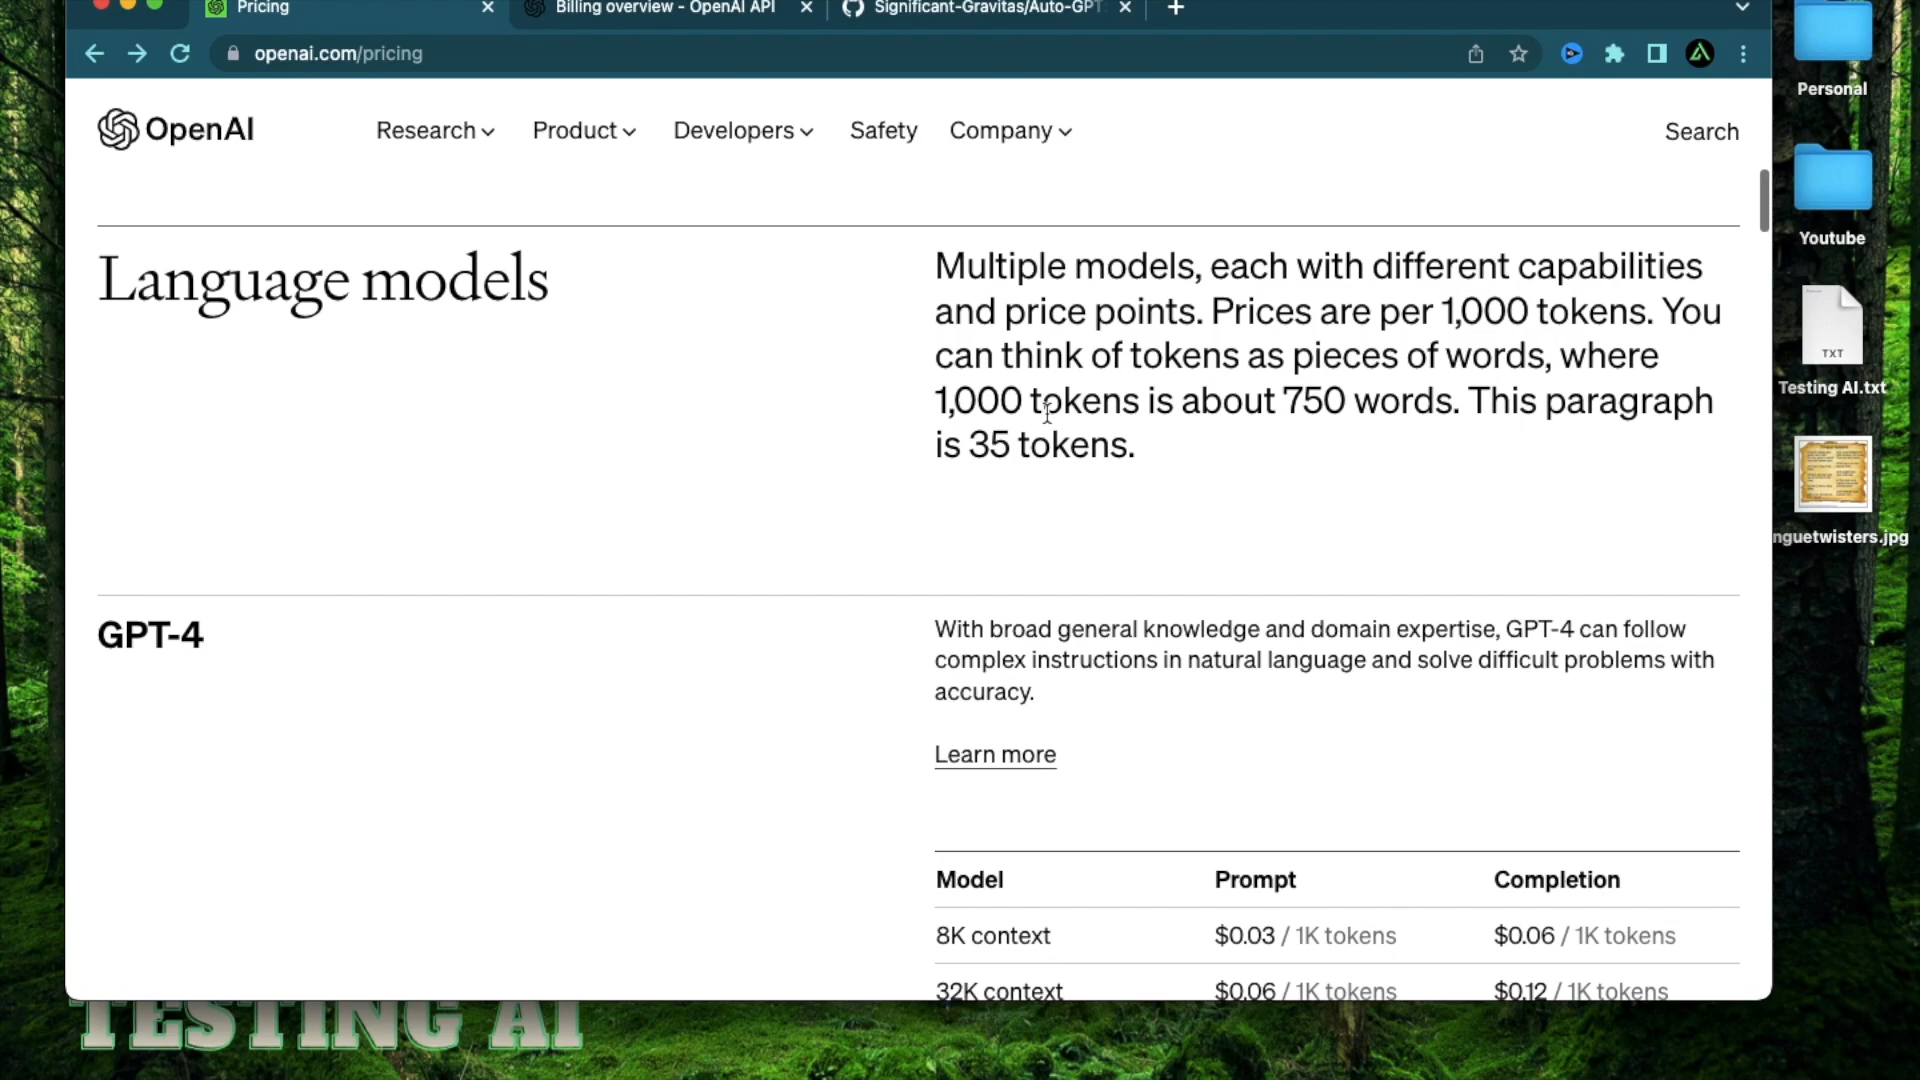 Pricing
Billing overview - OpenAI API
Significant-Gravitas/Auto-GPT
openai.com/pricing
Personal
OpenAI
Research
Product
Developers
Safety
Company
Search
Youtube
Language models
Multiple models, each with different capabilities
and price points. Prices are per 1,000 tokens. You
can think of tokens as pieces of words, where
1,000 tokens is about 750 words. This paragraph
is 35 tokens.
TXT
Testing AI.txt
nguetwisters.jpg
GPT-4
With broad general knowledge and domain expertise, GPT-4 can follow
complex instructions in natural language and solve difficult problems with
accuracy.
Learn more
Model Prompt Completion
8K context $0.03 / 1K tokens $0.06 / 1K tokens
32K context $0.06 / 1K tokens $0.12 / 1K tokens
TESTING AI